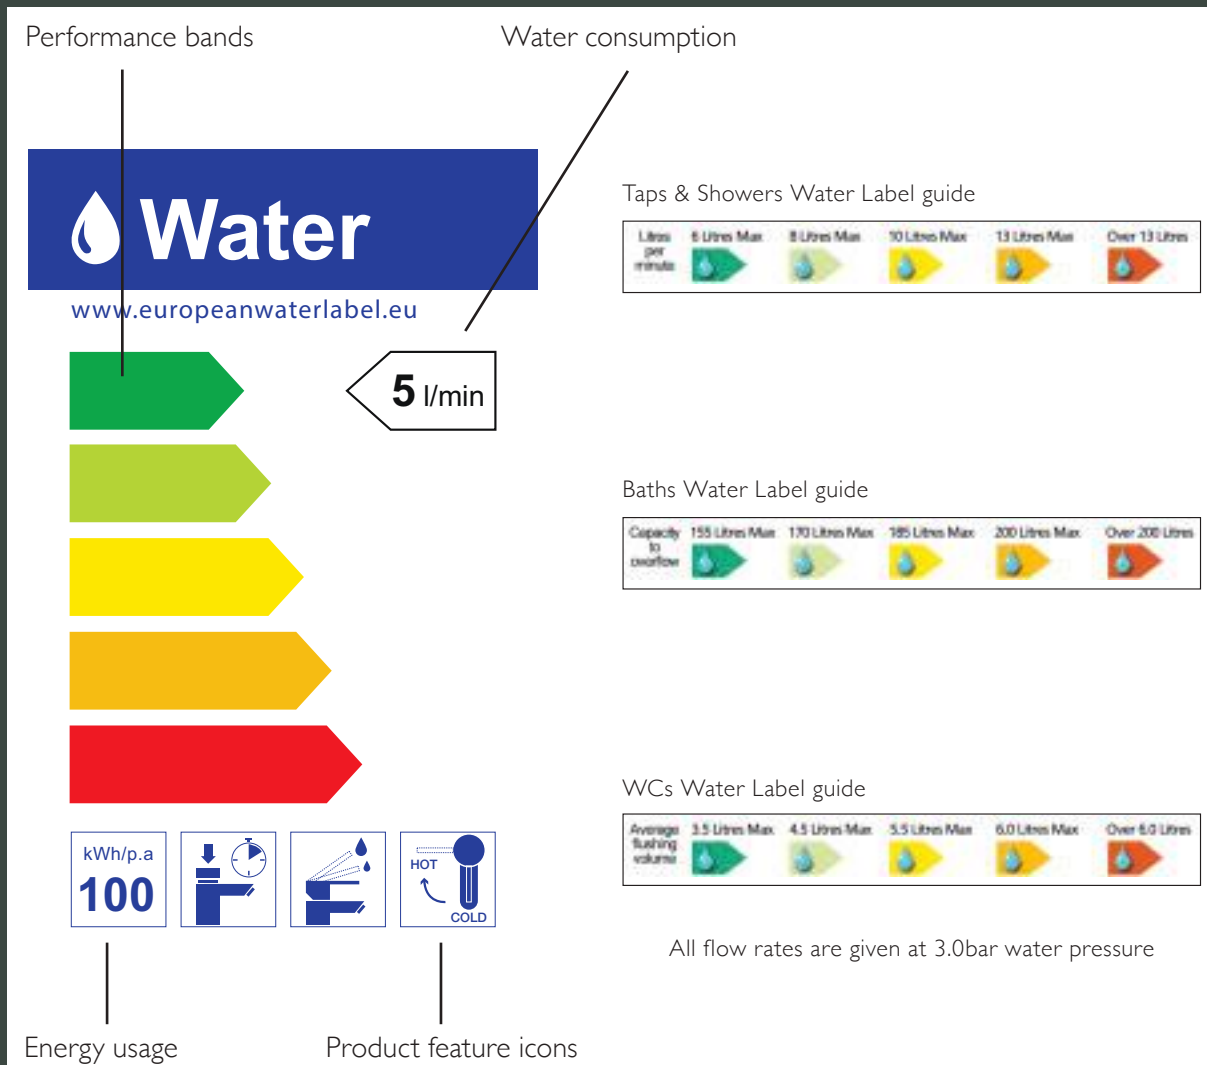 Performance bands
Water consumption
Water
www.europeanwaterlabel.eu
5 l/min
kWh/p.a
100
HOT
COLD
Energy usage
Product feature icons
Taps & Showers Water Label guide
Litres per minute
6 Litres Max
8 Litres Max
10 Litres Max
13 Litres Max
Over 13 Litres
Baths Water Label guide
Capacity to overflow
155 Litres Max
170 Litres Max
185 Litres Max
200 Litres Max
Over 200 Litres
WCs Water Label guide
Average flushing volume
3.5 Litres Max
4.5 Litres Max
5.5 Litres Max
6.0 Litres Max
Over 6.0 Litres
All flow rates are given at 3.0bar water pressure